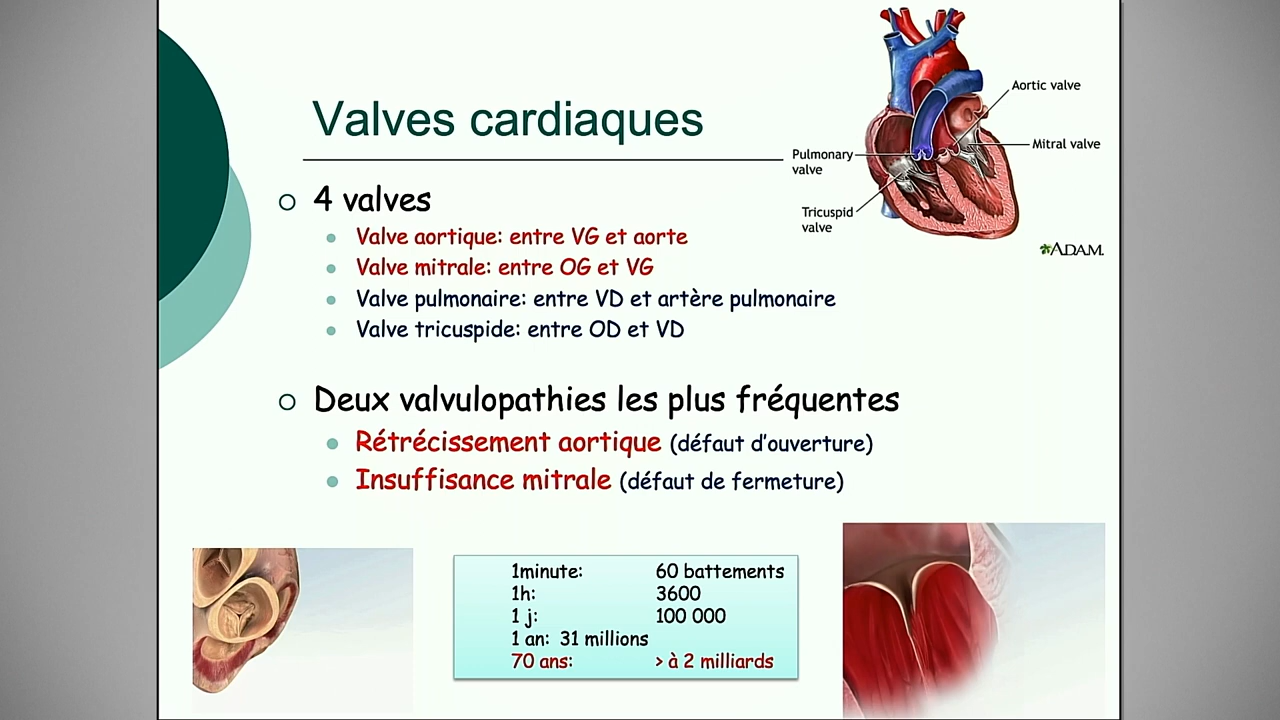 Valves cardiaques
Aortic valve
Mitral valve
Pulmonary
valve
Tricuspid
valve
ADAM.
4 valves
Valve aortique: entre VG et aorte
Valve mitrale: entre OG et VG
Valve pulmonaire: entre VD et artère pulmonaire
Valve tricuspide: entre OD et VD
Deux valvulopathies les plus fréquentes
Rétrécissement aortique (défaut d’ouverture)
Insuffisance mitrale (défaut de fermeture)
1minute: 60 battements
1h: 3600
1 j: 100 000
1 an: 31 millions
70 ans: > à 2 milliards